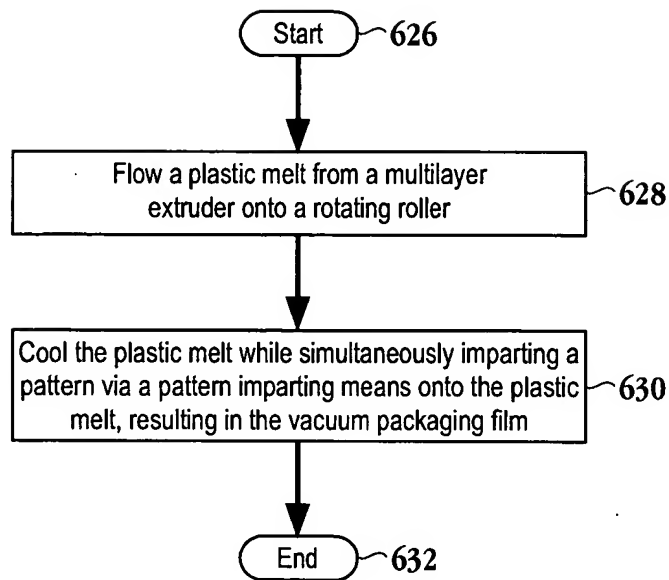 Start 626
Flow a plastic melt from a multilayer
extruder onto a rotating roller 628
Cool the plastic melt while simultaneously imparting a
pattern via a pattern imparting means onto the plastic 630
melt, resulting in the vacuum packaging film
End 632